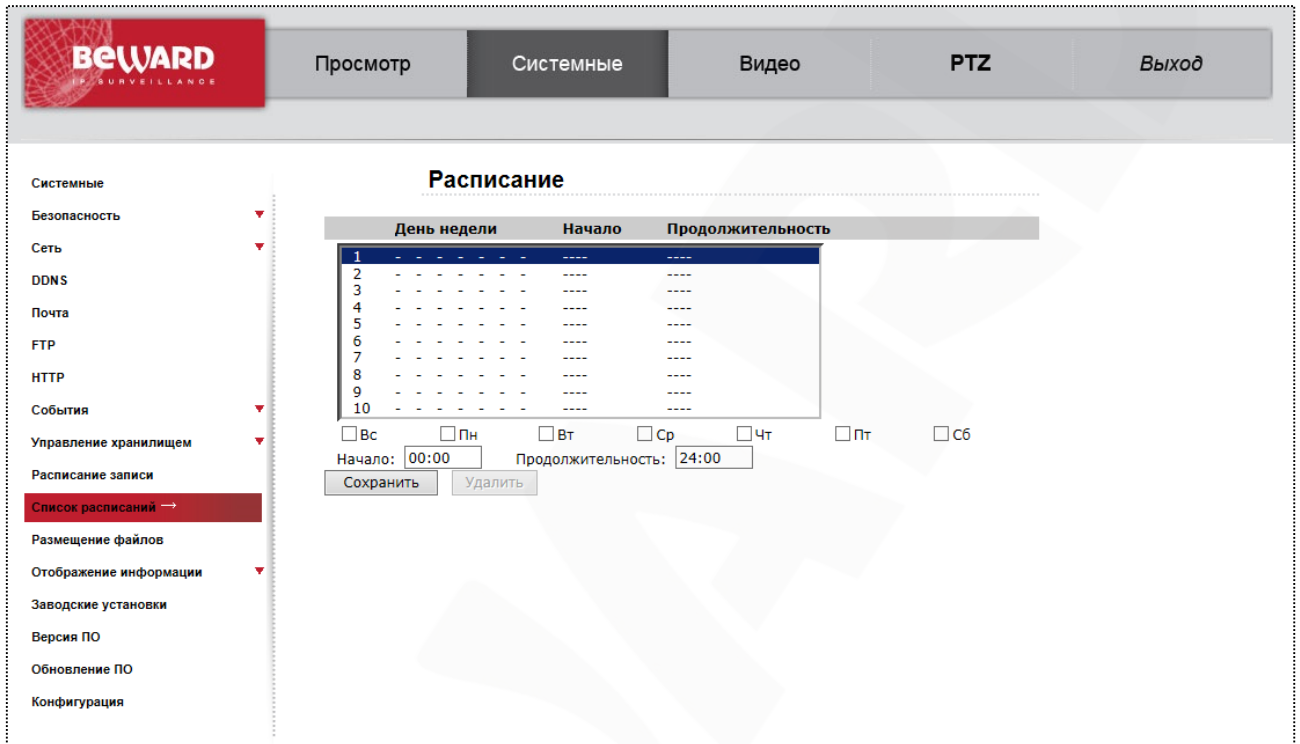 BEWARD
IP SURVEILLANCE
Просмотр Системные Видео PTZ Выход
Системные
Безопасность
Сеть
DDNS
Почта
FTP
HTTP
События
Управление хранилищем
Расписание записи
Список расписаний →
Размещение файлов
Отображение информации
Заводские установки
Версия ПО
Обновление ПО
Конфигурация
Расписание
День недели Начало Продолжительность
1 - - - - - - - ---- ----
2 - - - - - - - ---- ----
3 - - - - - - - ---- ----
4 - - - - - - - ---- ----
5 - - - - - - - ---- ----
6 - - - - - - - ---- ----
7 - - - - - - - ---- ----
8 - - - - - - - ---- ----
9 - - - - - - - ---- ----
10 - - - - - - - ---- ----
Вс Пн Вт Ср Чт Пт Сб
Начало: 00:00 Продолжительность: 24:00
Сохранить Удалить